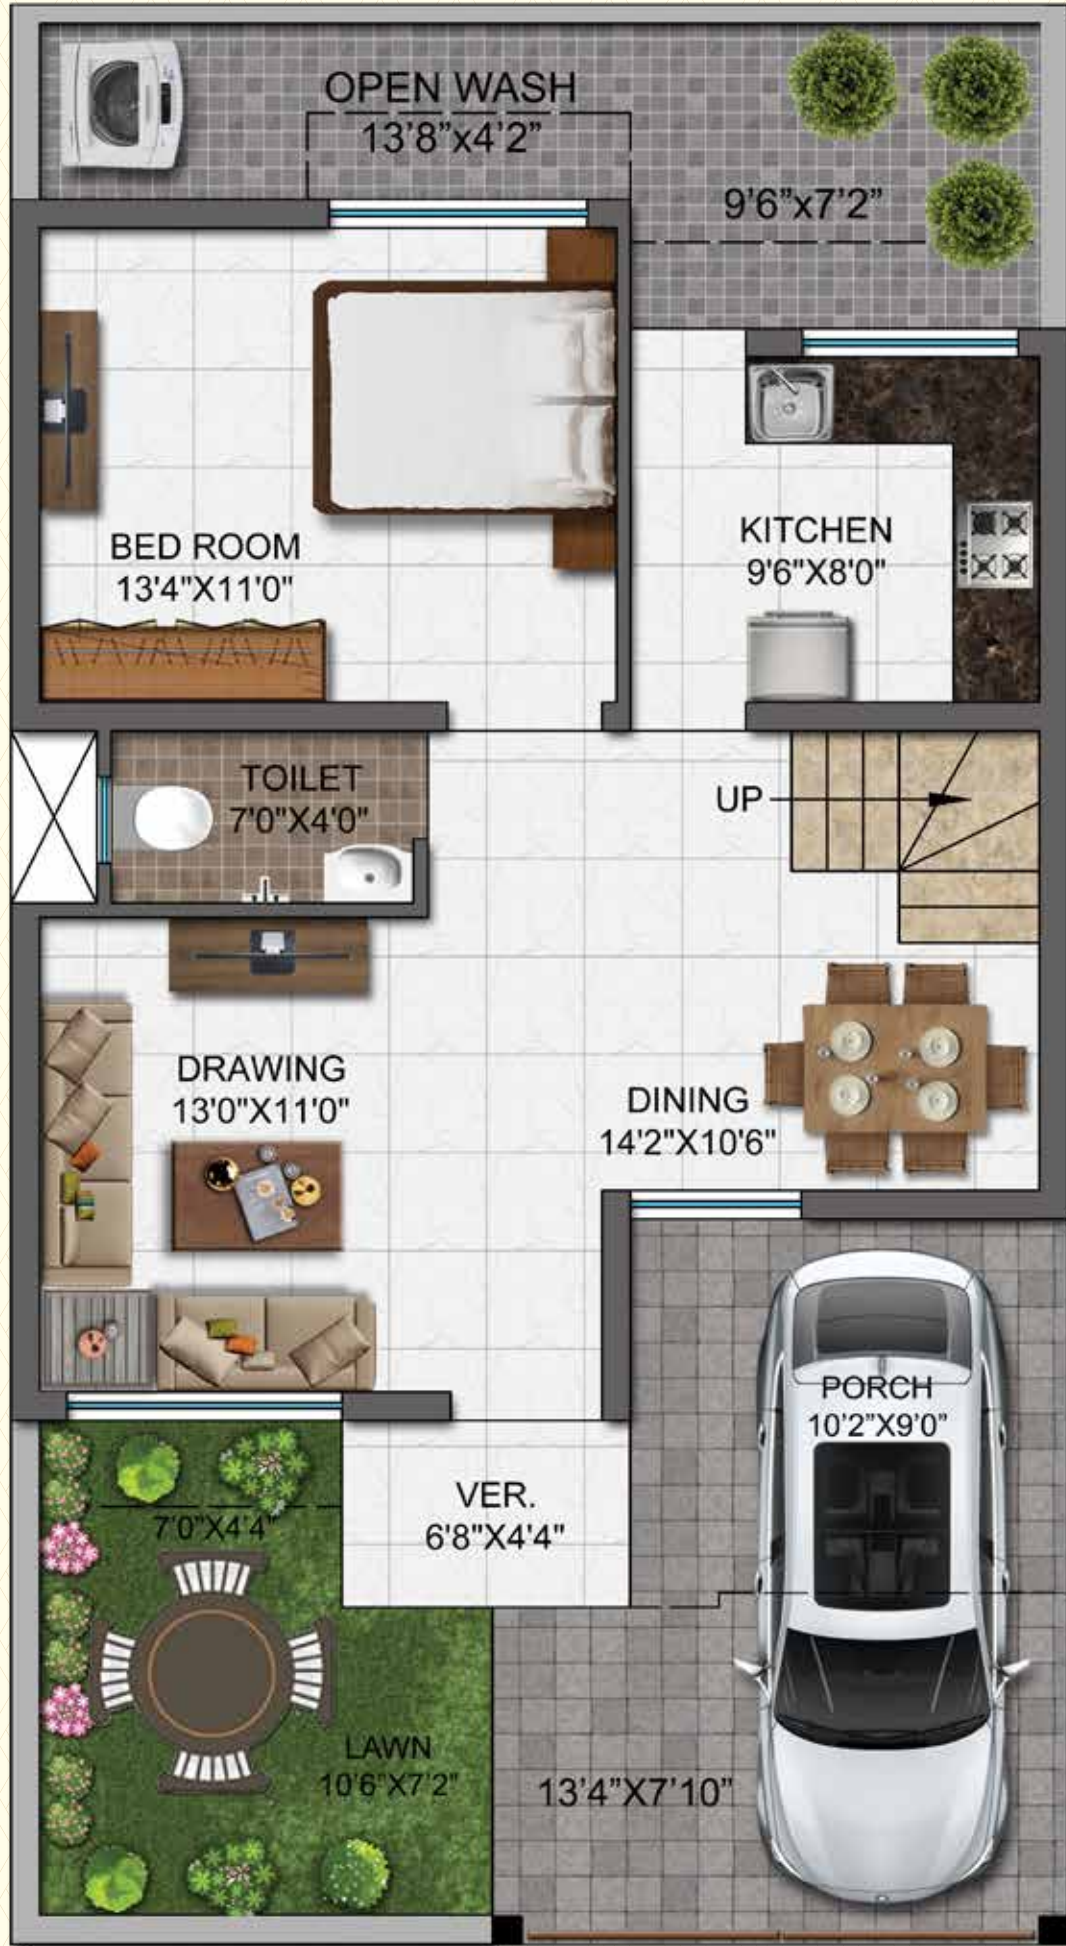 OPEN WASH
13'8"x4'2"
9'6"x7'2"
BED ROOM
13'4"X11'0"
KITCHEN
9'6"X8'0"
TOILET
7'0"X4'0"
UP
DRAWING
13'0"X11'0"
DINING
14'2"X10'6"
PORCH
10'2"X9'0"
VER.
6'8"X4'4"
7'0"X4'4"
LAWN
10'6"X7'2"
13'4"X7'10"